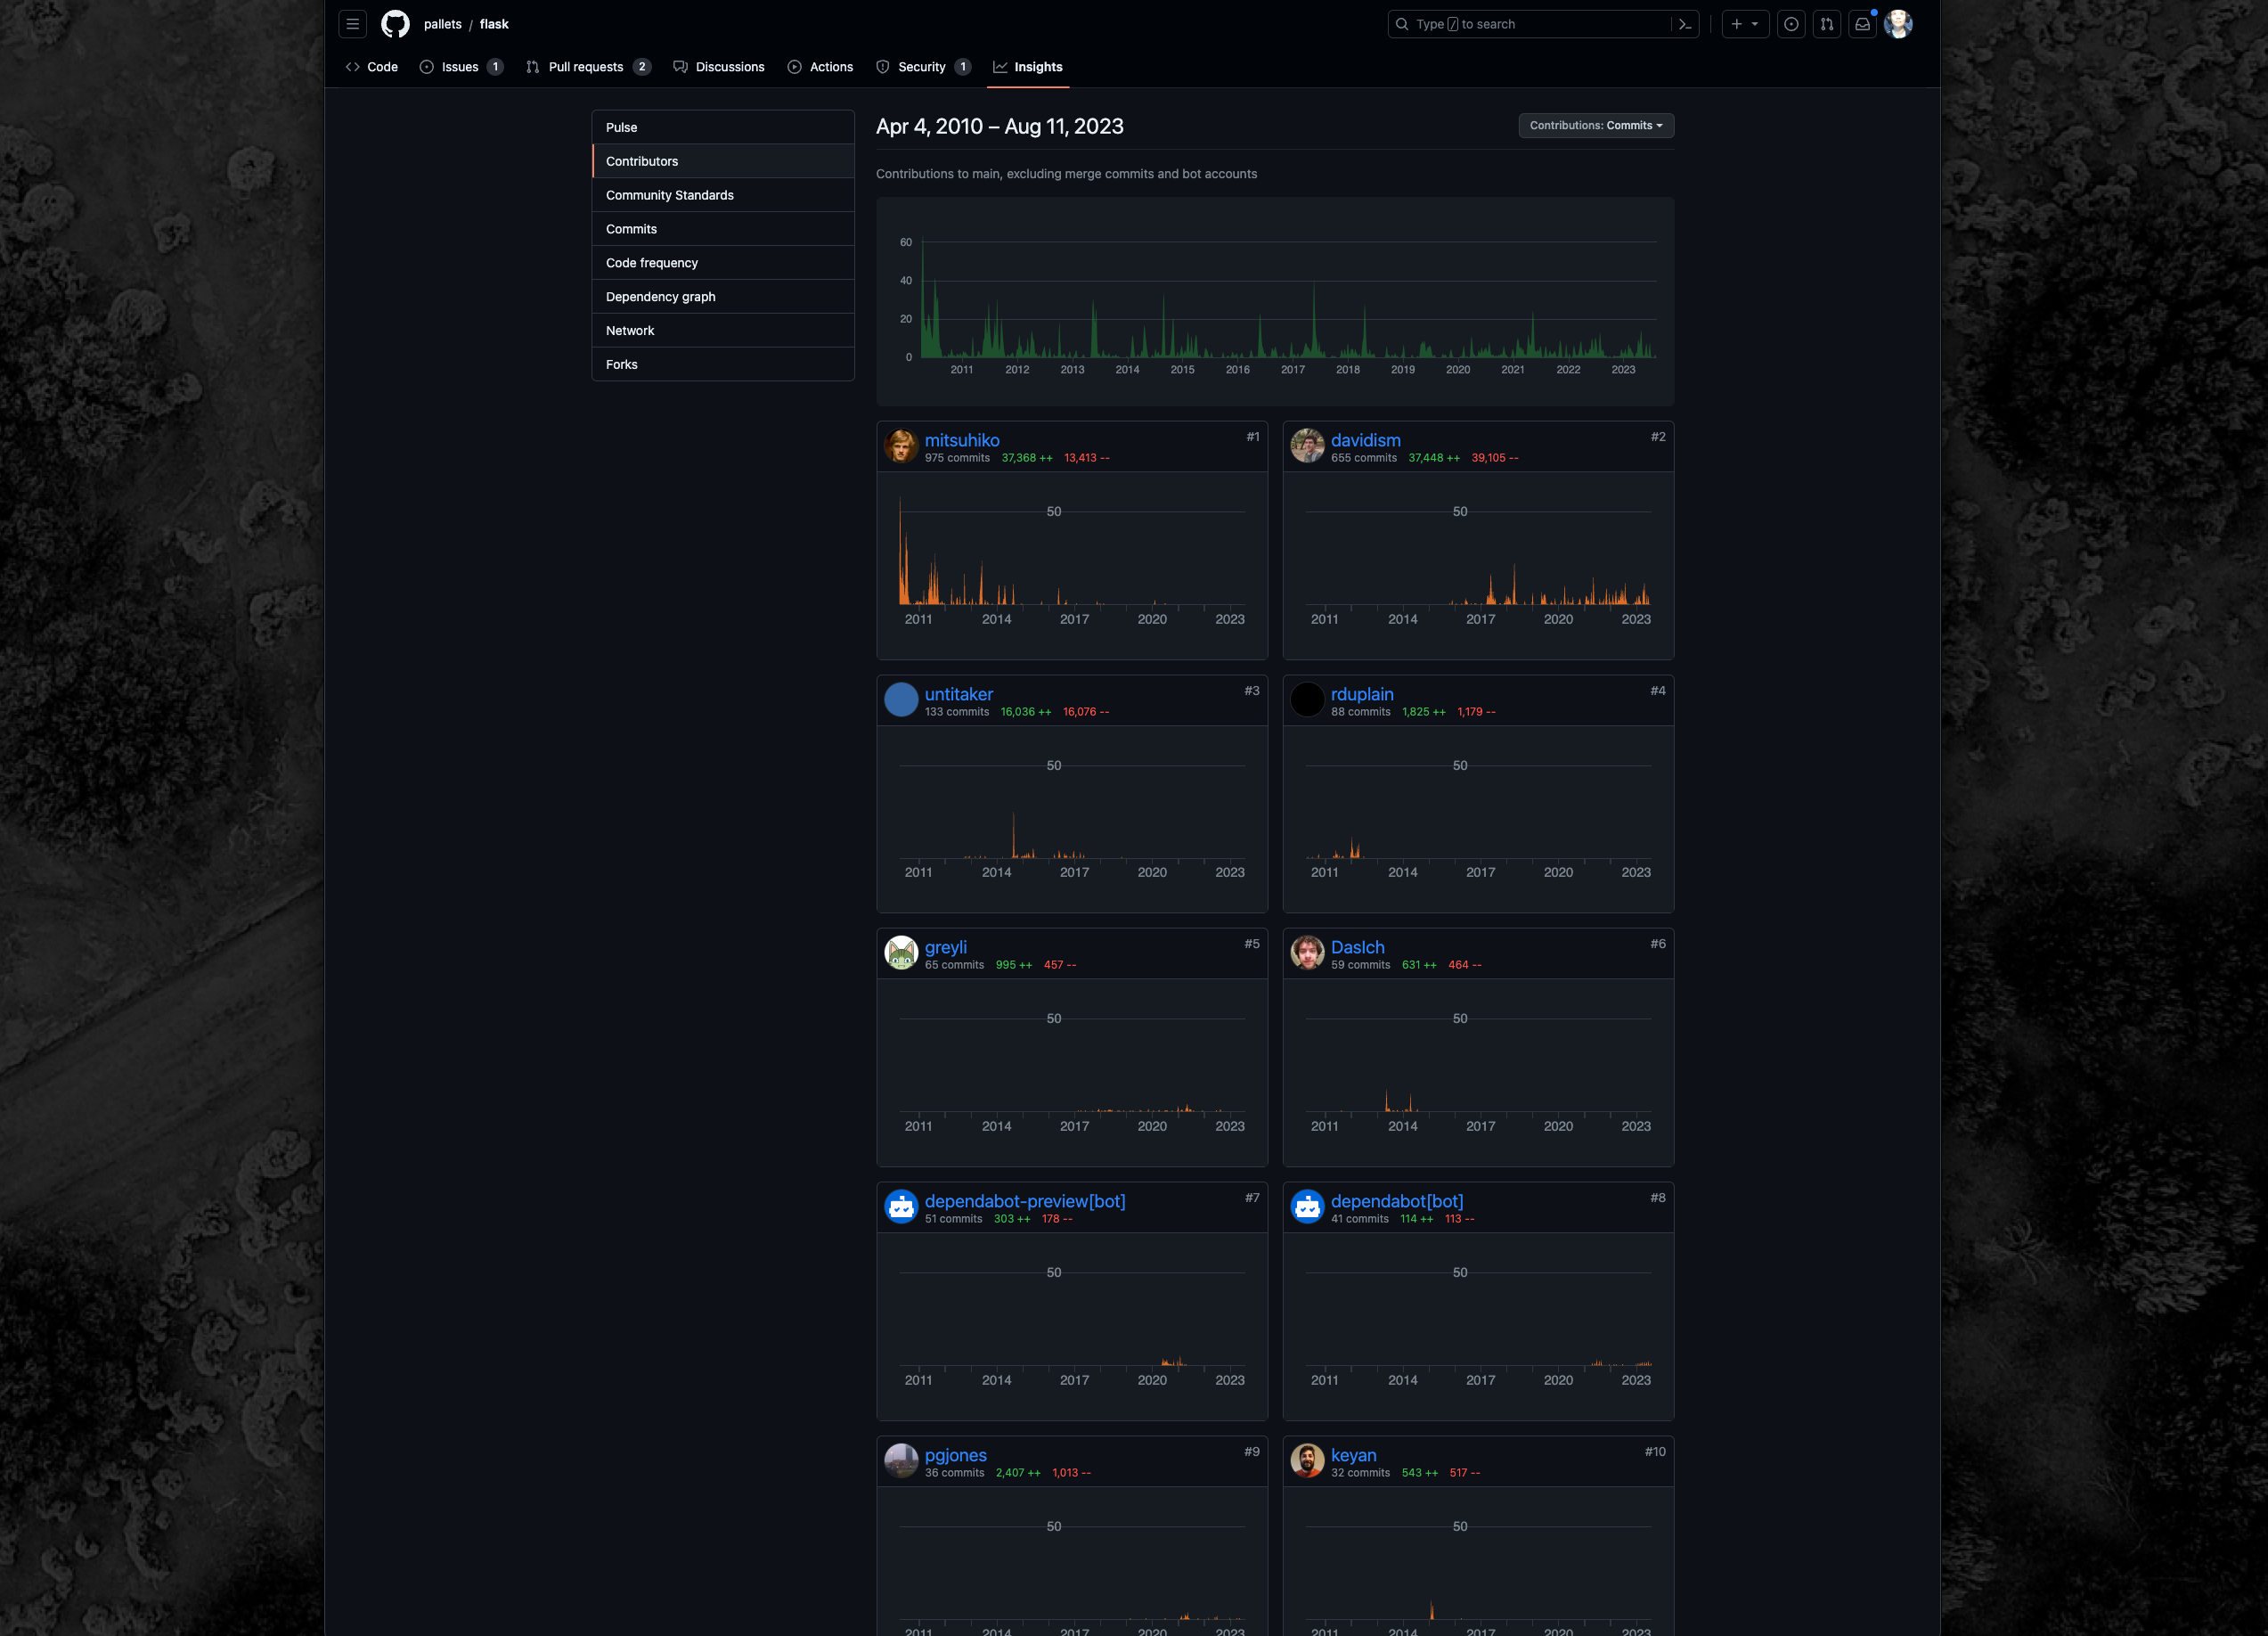 pallets / flask
Type / to search
Code
Issues 1
Pull requests 2
Discussions
Actions
Security 1
Insights
Pulse
Contributors
Community Standards
Commits
Code frequency
Dependency graph
Network
Forks
Apr 4, 2010 – Aug 11, 2023
Contributions: Commits
Contributions to main, excluding merge commits and bot accounts
60
40
20
0
2011 2012 2013 2014 2015 2016 2017 2018 2019 2020 2021 2022 2023
mitsuhiko #1
975 commits 37,368 ++ 13,413 --
50
2011 2014 2017 2020 2023
davidism #2
655 commits 37,448 ++ 39,105 --
50
2011 2014 2017 2020 2023
untitaker #3
133 commits 16,036 ++ 16,076 --
50
2011 2014 2017 2020 2023
rduplain #4
88 commits 1,825 ++ 1,179 --
50
2011 2014 2017 2020 2023
greyli #5
65 commits 995 ++ 457 --
50
2011 2014 2017 2020 2023
DasIch #6
59 commits 631 ++ 464 --
50
2011 2014 2017 2020 2023
dependabot-preview[bot] #7
51 commits 303 ++ 178 --
50
2011 2014 2017 2020 2023
dependabot[bot] #8
41 commits 114 ++ 113 --
50
2011 2014 2017 2020 2023
pgjones #9
36 commits 2,407 ++ 1,013 --
50
2011 2014 2017 2020 2023
keyan #10
32 commits 543 ++ 517 --
50
2011 2014 2017 2020 2023